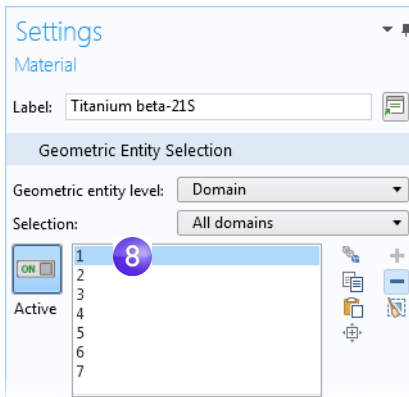 Settings
Material
Label: Titanium beta-21S
Geometric Entity Selection
Geometric entity level: Domain
Selection: All domains
ON
Active
1
8
2
3
4
5
6
7